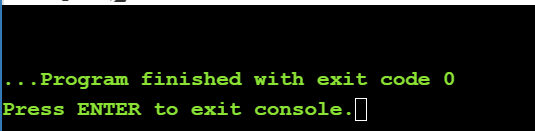 ...Program finished with exit code 0
Press ENTER to exit console.